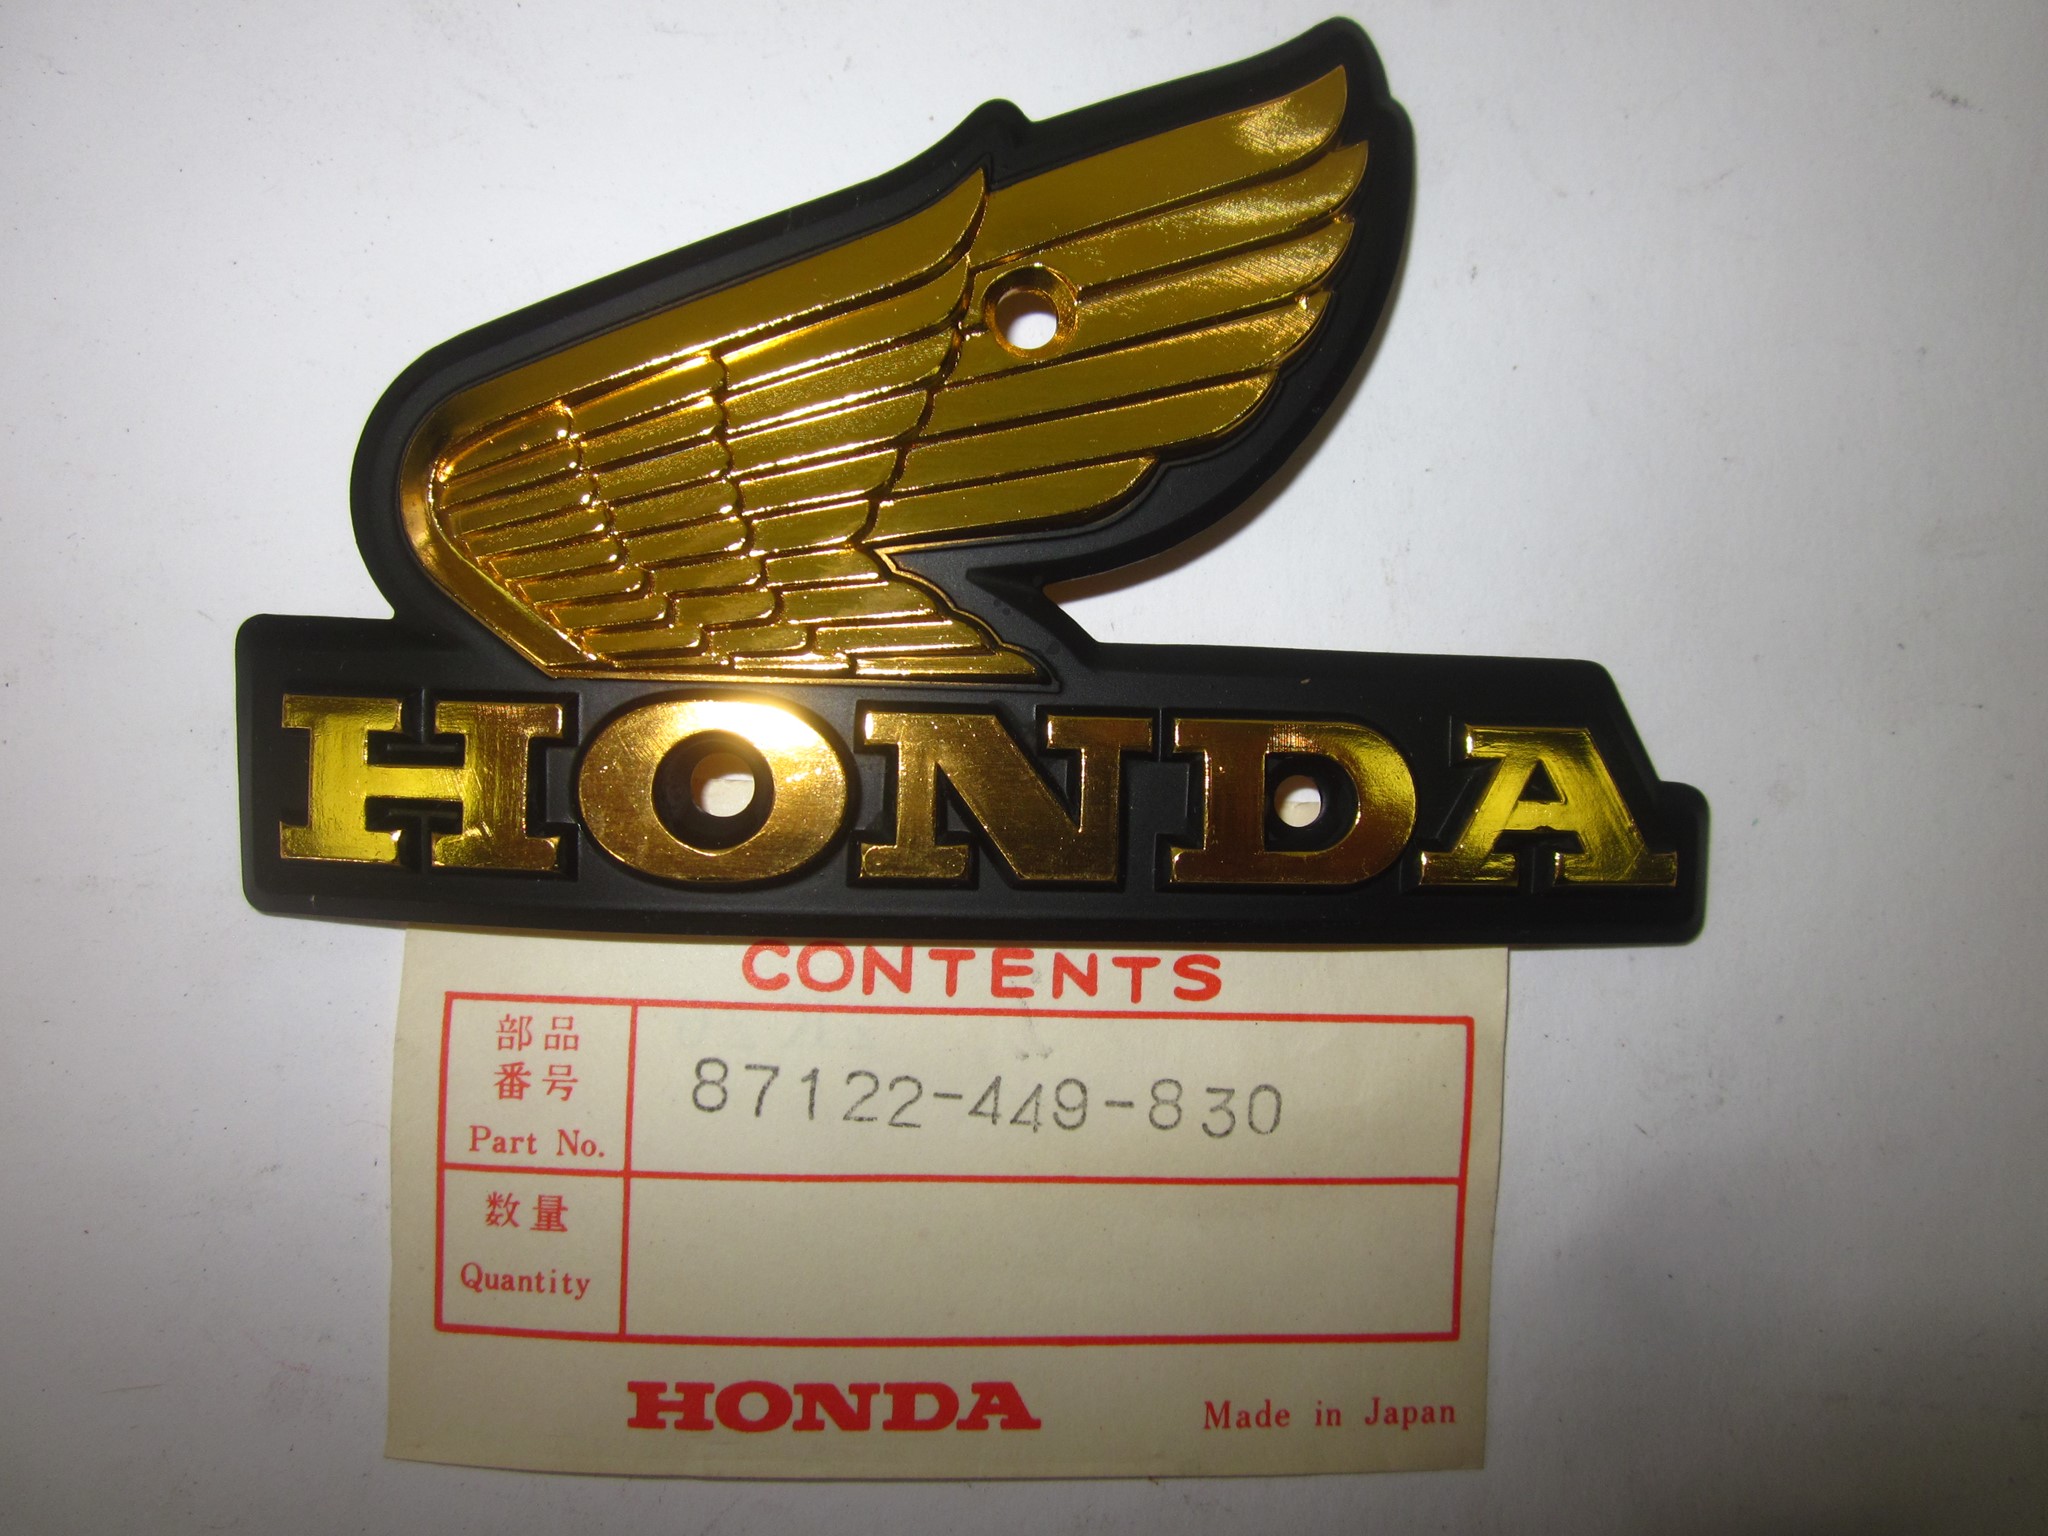 HONDA
CONTENTS
部品
番号
Part No.
87122-449-830
数量
Quantity
HONDA
Made in Japan